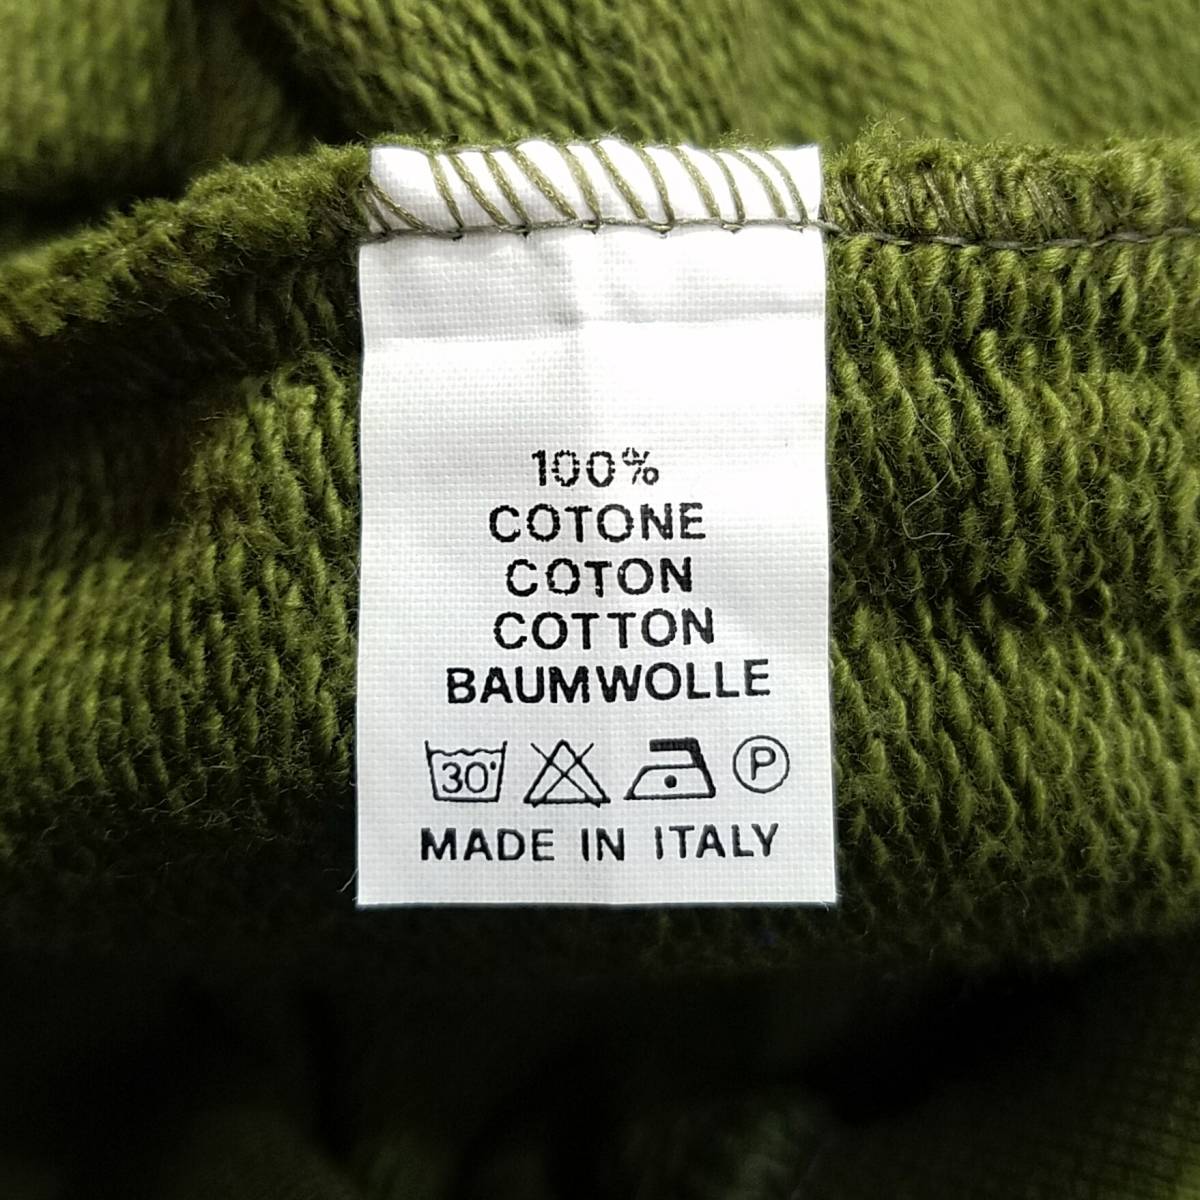 100%
COTONE
COTON
COTTON
BAUMWOLLE
30° P
MADE IN ITALY